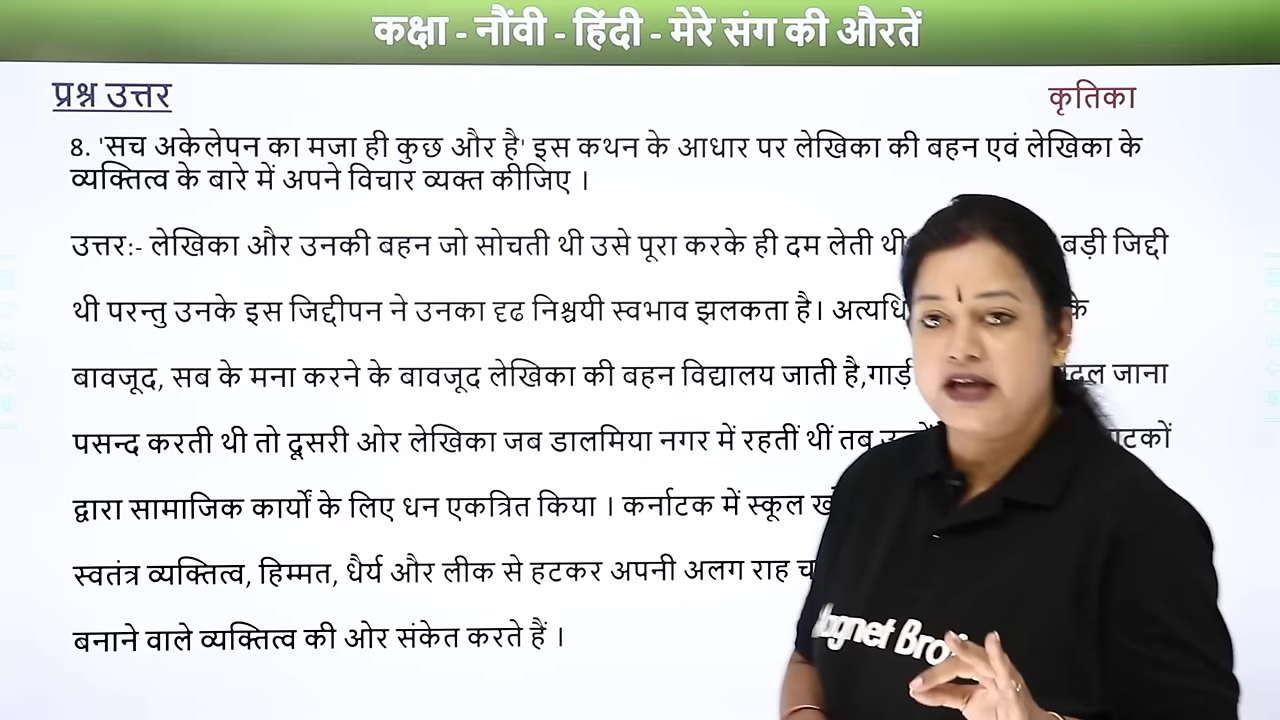 कक्षा - नौंवी - हिंदी - मेरे संग की औरतें
प्रश्न उत्तर
कृतिका
8. 'सच अकेलेपन का मजा ही कुछ और है' इस कथन के आधार पर लेखिका की बहन एवं लेखिका के
व्यक्तित्व के बारे में अपने विचार व्यक्त कीजिए ।
उत्तर:- लेखिका और उनकी बहन जो सोचती थी उसे पूरा करके ही दम लेती थी बड़ी जिद्दी
थी परन्तु उनके इस जिद्दीपन ने उनका दृढ निश्चयी स्वभाव झलकता है। के
बावजूद, सब के मना करने के बावजूद लेखिका की बहन विद्यालय जाती है, जाना
पसन्द करती थी तो दूसरी ओर लेखिका जब डालमिया नगर में रहतीं थीं तब
द्वारा सामाजिक कार्यों के लिए धन एकत्रित किया । कर्नाटक में स्कूल
स्वतंत्र व्यक्तित्व, हिम्मत, धैर्य और लीक से हटकर अपनी अलग राह
बनाने वाले व्यक्तित्व की ओर संकेत करते हैं ।